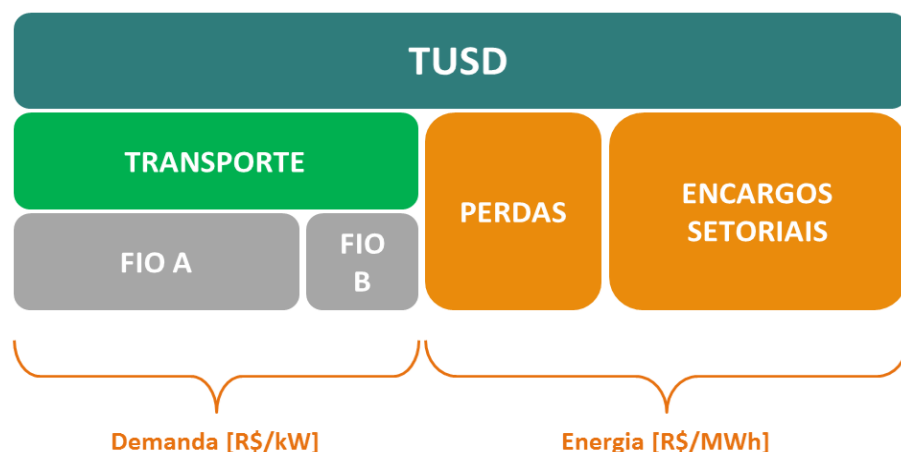 TUSD
TRANSPORTE
PERDAS
ENCARGOS
SETORIAIS
FIO A
FIO
B
Demanda [R$/kW]
Energia [R$/MWh]